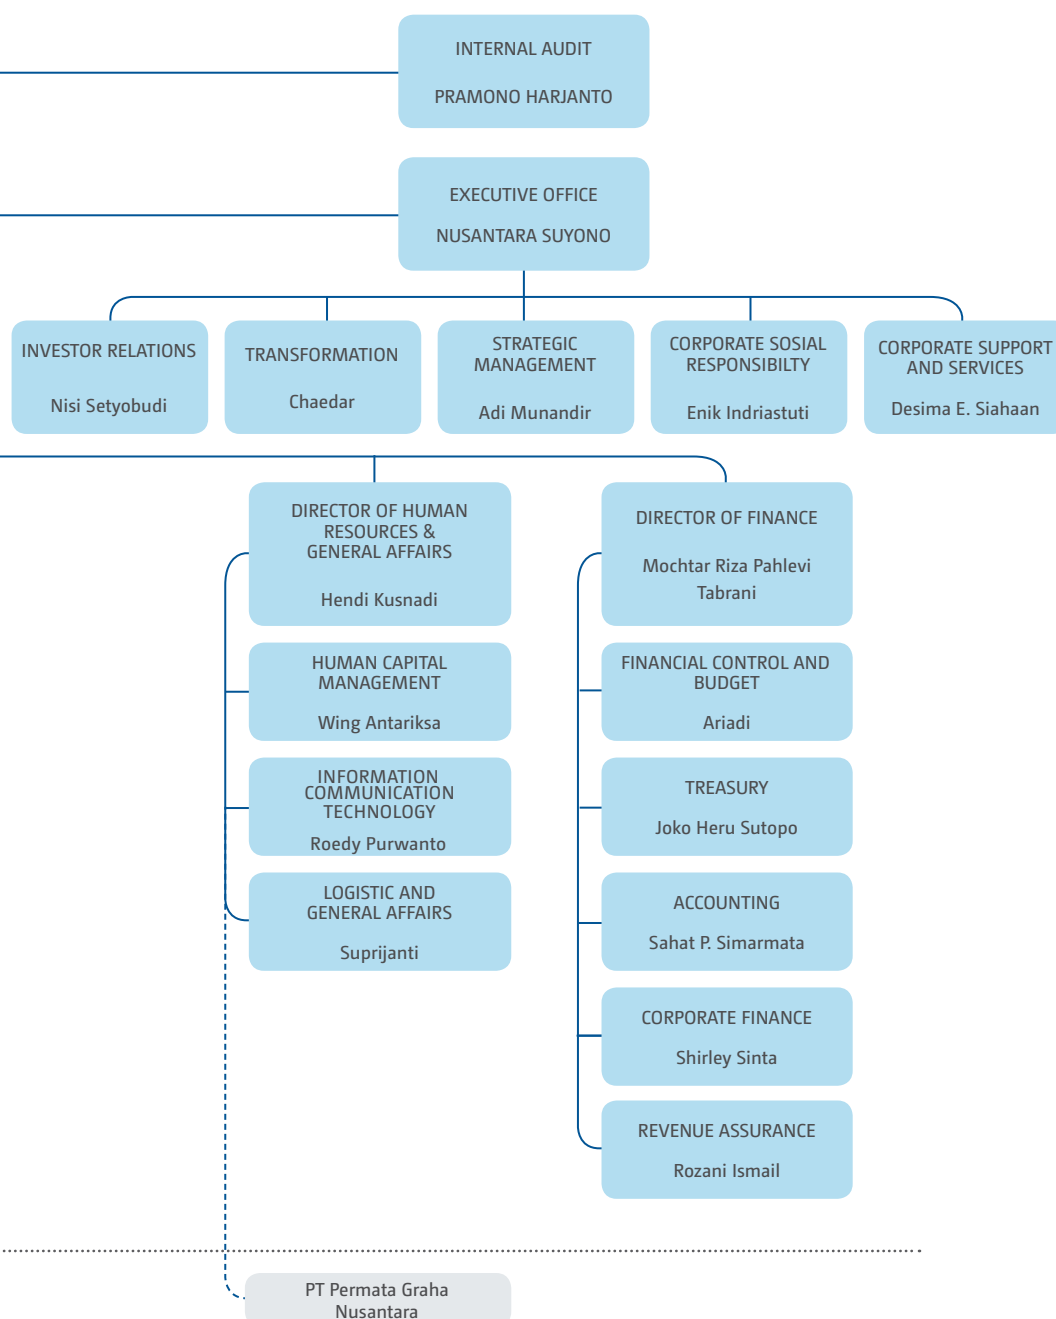 INTERNAL AUDIT
PRAMONO HARJANTO
EXECUTIVE OFFICE
NUSANTARA SUYONO
INVESTOR RELATIONS
Nisi Setyobudi
TRANSFORMATION
Chaedar
STRATEGIC
MANAGEMENT
Adi Munandir
CORPORATE SOSIAL
RESPONSIBILTY
Enik Indriastuti
CORPORATE SUPPORT
AND SERVICES
Desima E. Siahaan
DIRECTOR OF HUMAN
RESOURCES &
GENERAL AFFAIRS
Hendi Kusnadi
HUMAN CAPITAL
MANAGEMENT
Wing Antariksa
INFORMATION
COMMUNICATION
TECHNOLOGY
Roedy Purwanto
LOGISTIC AND
GENERAL AFFAIRS
Suprijanti
DIRECTOR OF FINANCE
Mochtar Riza Pahlevi
Tabrani
FINANCIAL CONTROL AND
BUDGET
Ariadi
TREASURY
Joko Heru Sutopo
ACCOUNTING
Sahat P. Simarmata
CORPORATE FINANCE
Shirley Sinta
REVENUE ASSURANCE
Rozani Ismail
PT Permata Graha
Nusantara